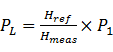 P_L = H_ref / H_meas × P_1